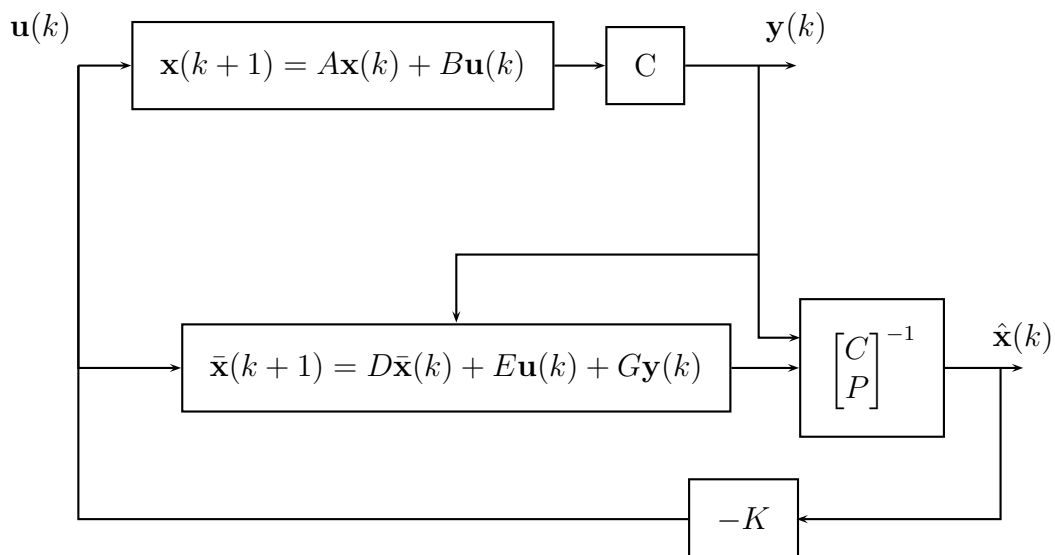 𝐮(k)
𝐲(k)
𝐱(k + 1) = A𝐱(k) + B𝐮(k)
C
x̄(k + 1) = Dx̄(k) + E𝐮(k) + G𝐲(k)
[C
P]⁻¹
x̂(k)
−K